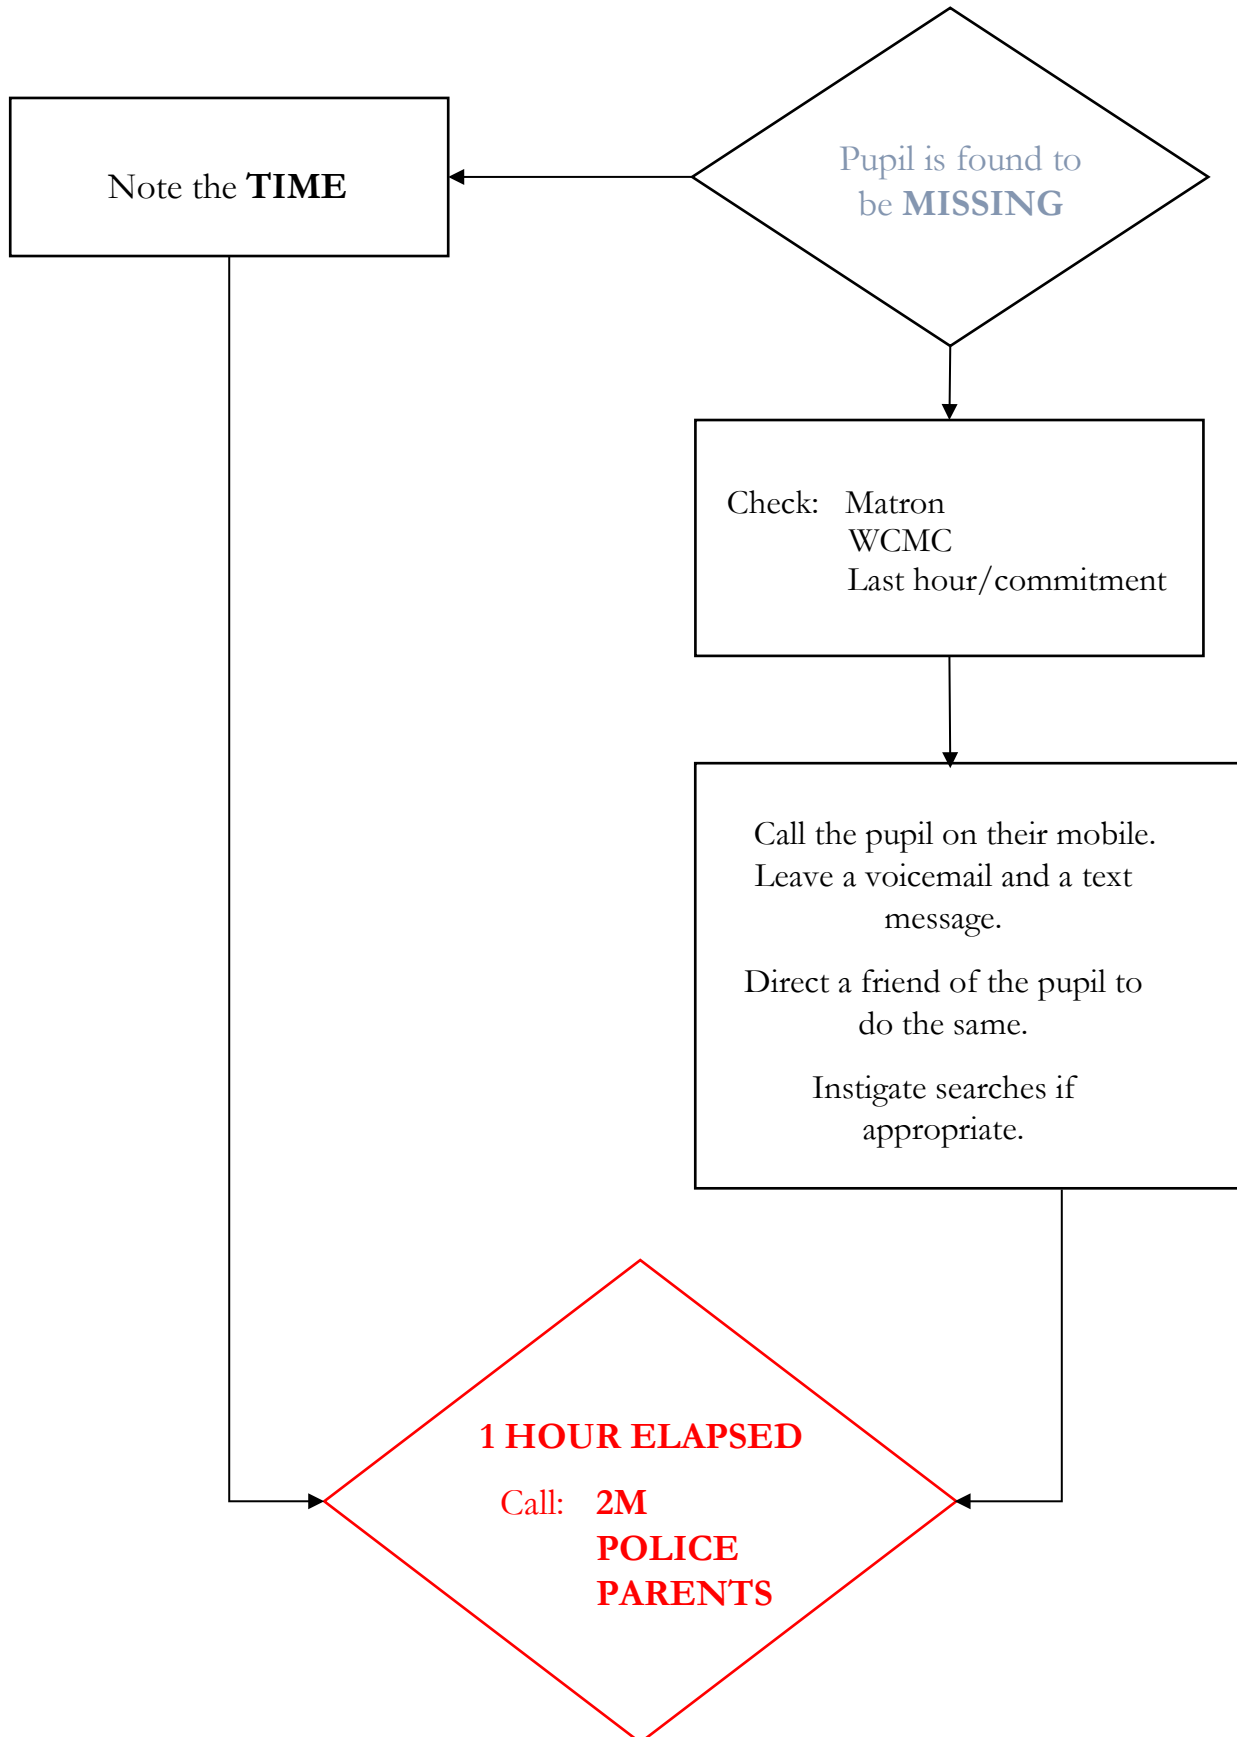 Pupil is found to
be MISSING
Note the TIME
Check: Matron
WCMC
Last hour/commitment
Call the pupil on their mobile.
Leave a voicemail and a text
message.
Direct a friend of the pupil to
do the same.
Instigate searches if
appropriate.
1 HOUR ELAPSED
Call: 2M
POLICE
PARENTS